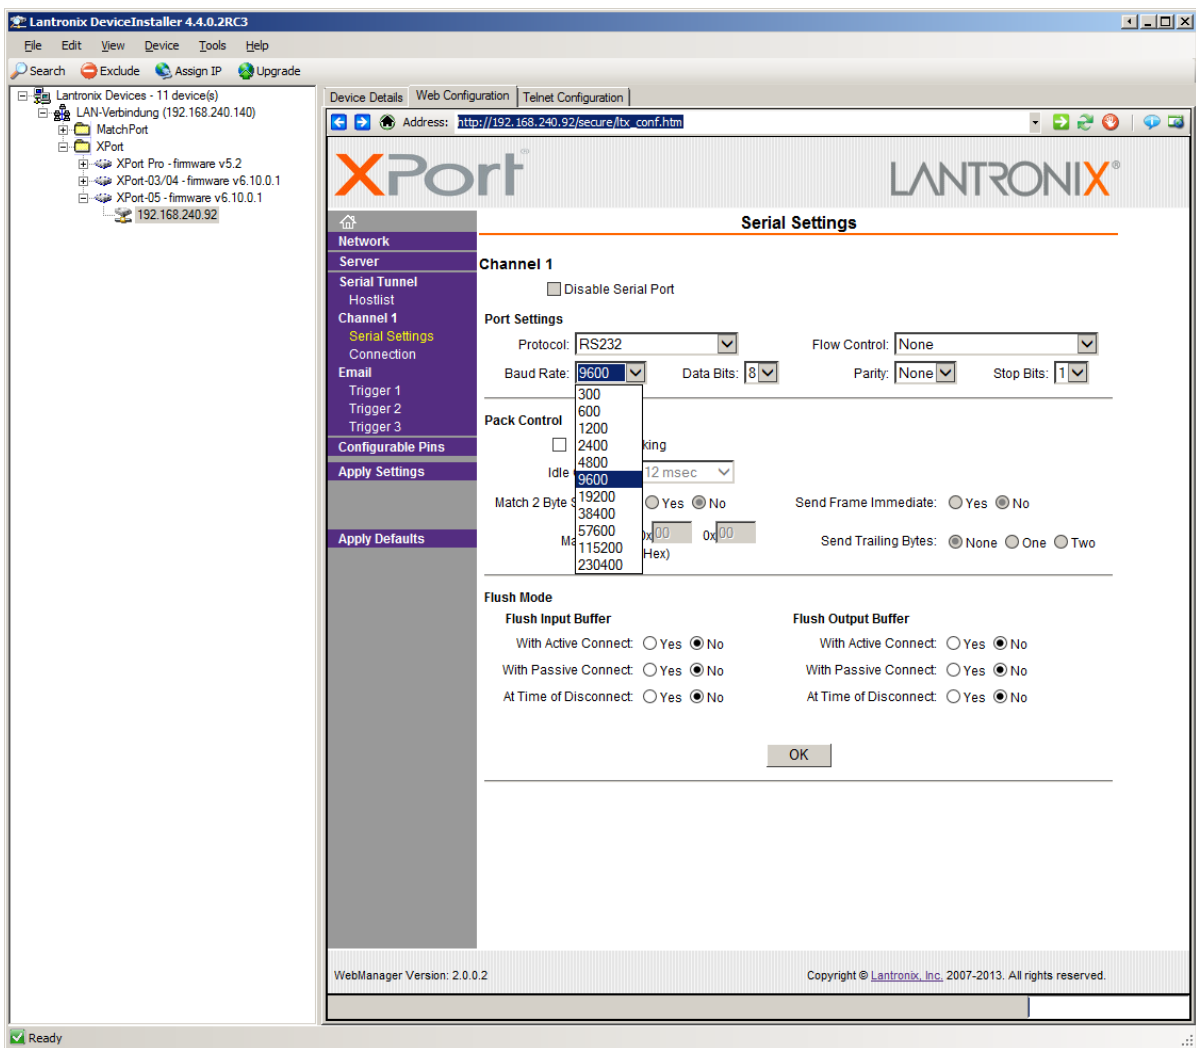 Lantronix DeviceInstaller 4.4.0.2RC3
File Edit View Device Tools Help
Search Exclude Assign IP Upgrade
Lantronix Devices - 11 device(s)
LAN-Verbindung (192.168.240.140)
MatchPort
XPort
XPort Pro - firmware v5.2
XPort-03/04 - firmware v6.10.0.1
XPort-05 - firmware v6.10.0.1
192.168.240.92
Device Details Web Configuration Telnet Configuration
Address: http://192.168.240.92/secure/ltx_conf.htm
XPort® LANTRONIX®
Network
Server
Serial Tunnel
Hostlist
Channel 1
Serial Settings
Connection
Email
Trigger 1
Trigger 2
Trigger 3
Configurable Pins
Apply Settings
Apply Defaults
Serial Settings
Channel 1
Disable Serial Port
Port Settings
Protocol: RS232 Flow Control: None
Baud Rate: 9600 Data Bits: 8 Parity: None Stop Bits: 1
300
600
1200
2400
4800
9600
19200
38400
57600
115200
230400
Pack Control
king
Idle 12 msec
Match 2 Byte Yes No Send Frame Immediate: Yes No
Ma 0x00 0x00 Send Trailing Bytes: None One Two
Hex)
Flush Mode
Flush Input Buffer Flush Output Buffer
With Active Connect: Yes No With Active Connect: Yes No
With Passive Connect: Yes No With Passive Connect: Yes No
At Time of Disconnect: Yes No At Time of Disconnect: Yes No
OK
WebManager Version: 2.0.0.2 Copyright © Lantronix, Inc. 2007-2013. All rights reserved.
Ready